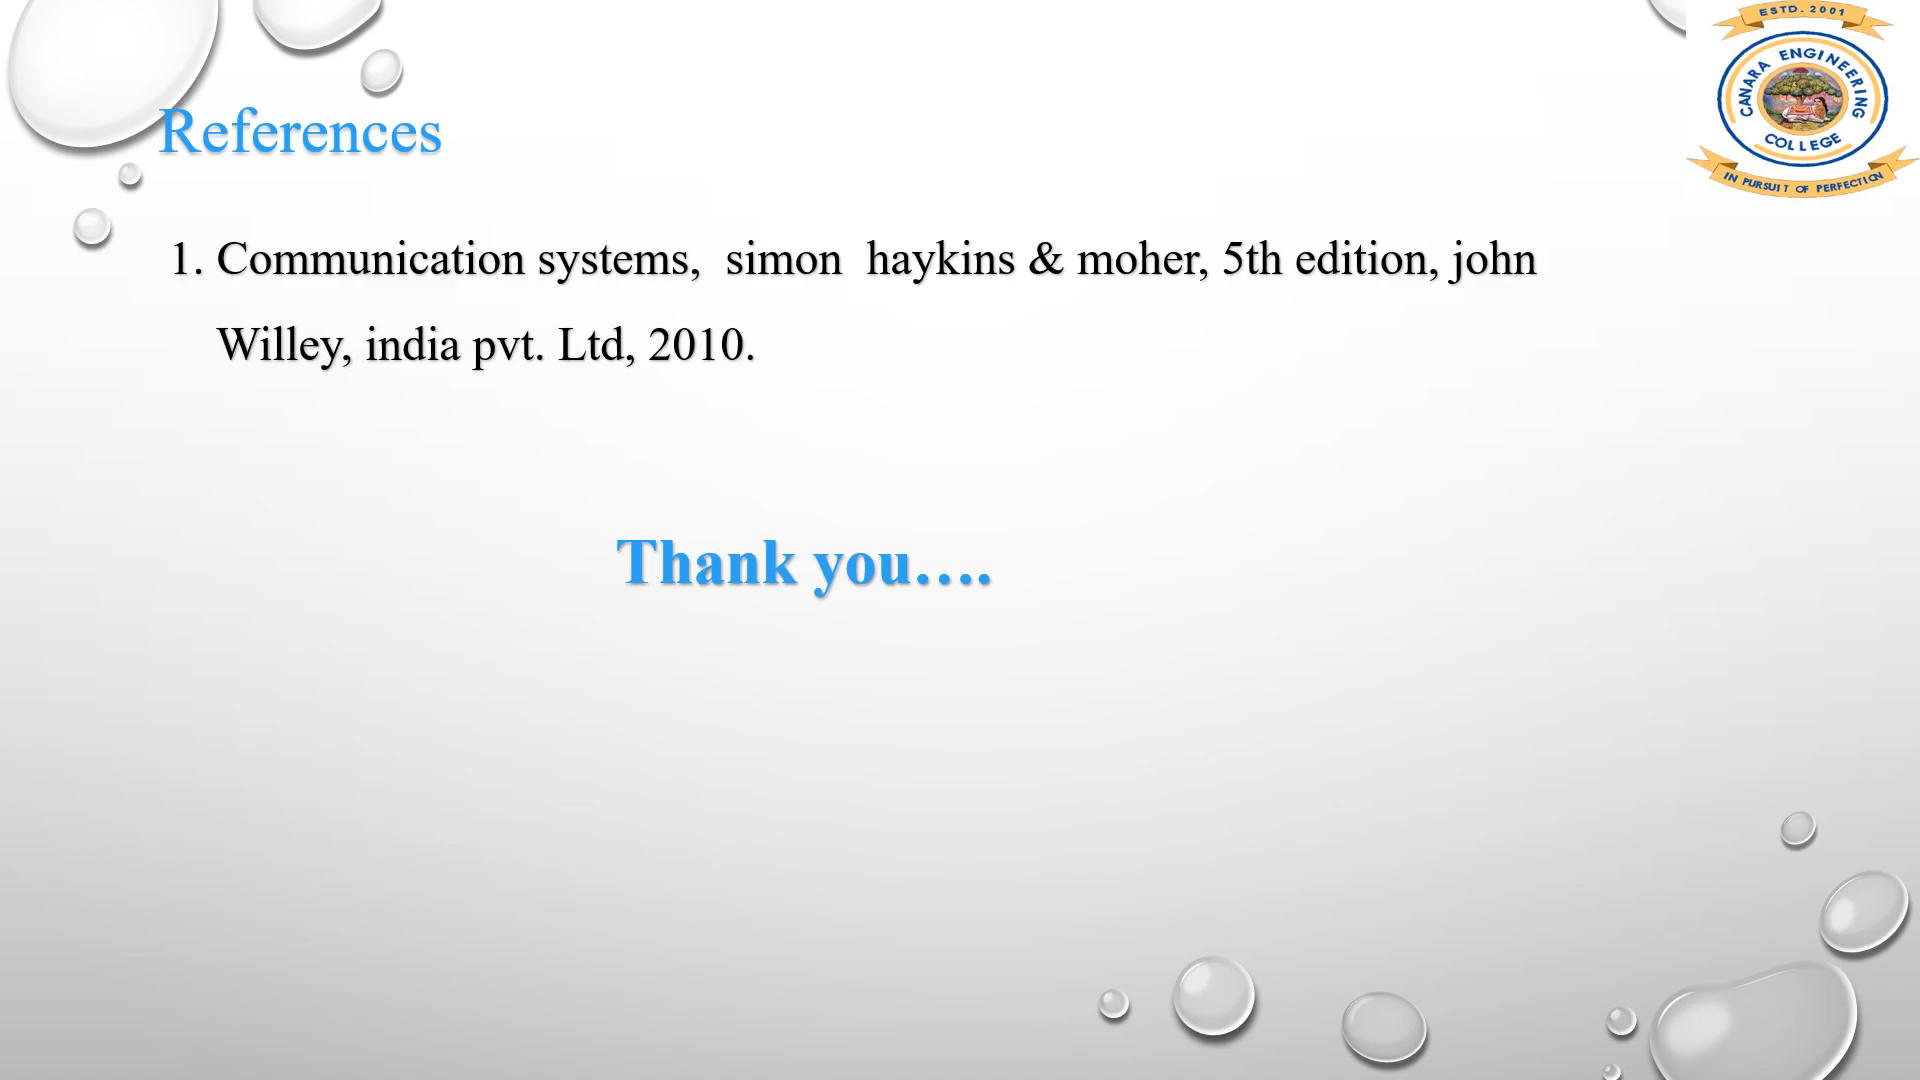 ESTD. 2001
CANARA ENGINEERING
COLLEGE
IN PURSUIT OF PERFECTION
References
1. Communication systems,  simon  haykins & moher, 5th edition, john
Willey, india pvt. Ltd, 2010.
Thank you….